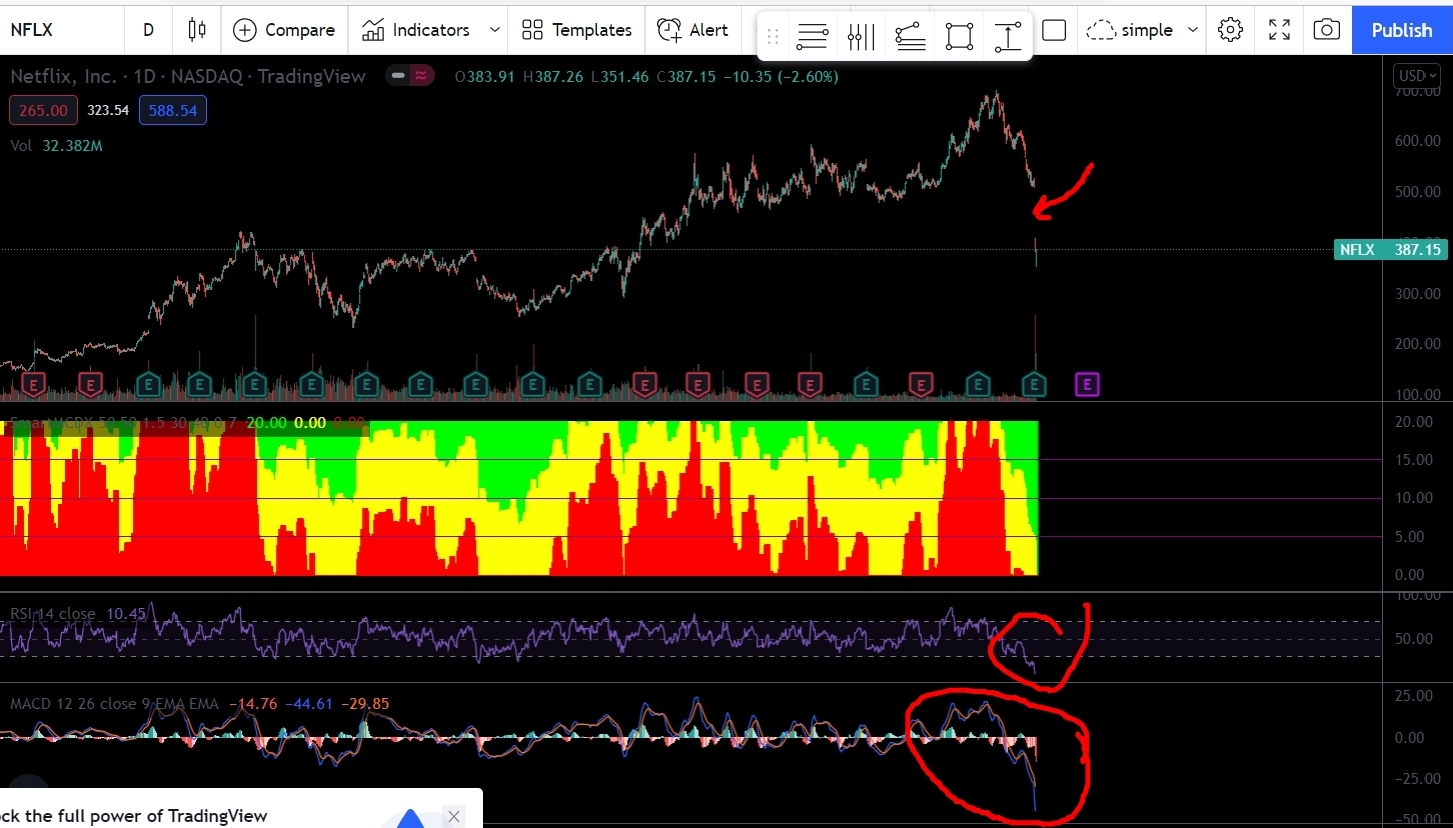 NFLX D Compare Indicators Templates Alert simple Publish
Netflix, Inc. · 1D · NASDAQ · TradingView O383.91 H387.26 L351.46 C387.15 −10.35 (−2.60%) USD
700.00
265.00 323.54 588.54
Vol 32.382M
600.00
500.00
NFLX 387.15
300.00
200.00
E E E E E E E E E E E E E E E E E E E E
100.00
SmartMCDX 50 50 1.5 30 40 0.7 20.00 0.00 0.00 20.00
15.00
10.00
5.00
0.00
100.00
RSI 14 close 10.45
50.00
MACD 12 26 close 9 EMA EMA −14.76 −44.61 −29.85 25.00
0.00
−25.00
ck the full power of TradingView −50.00